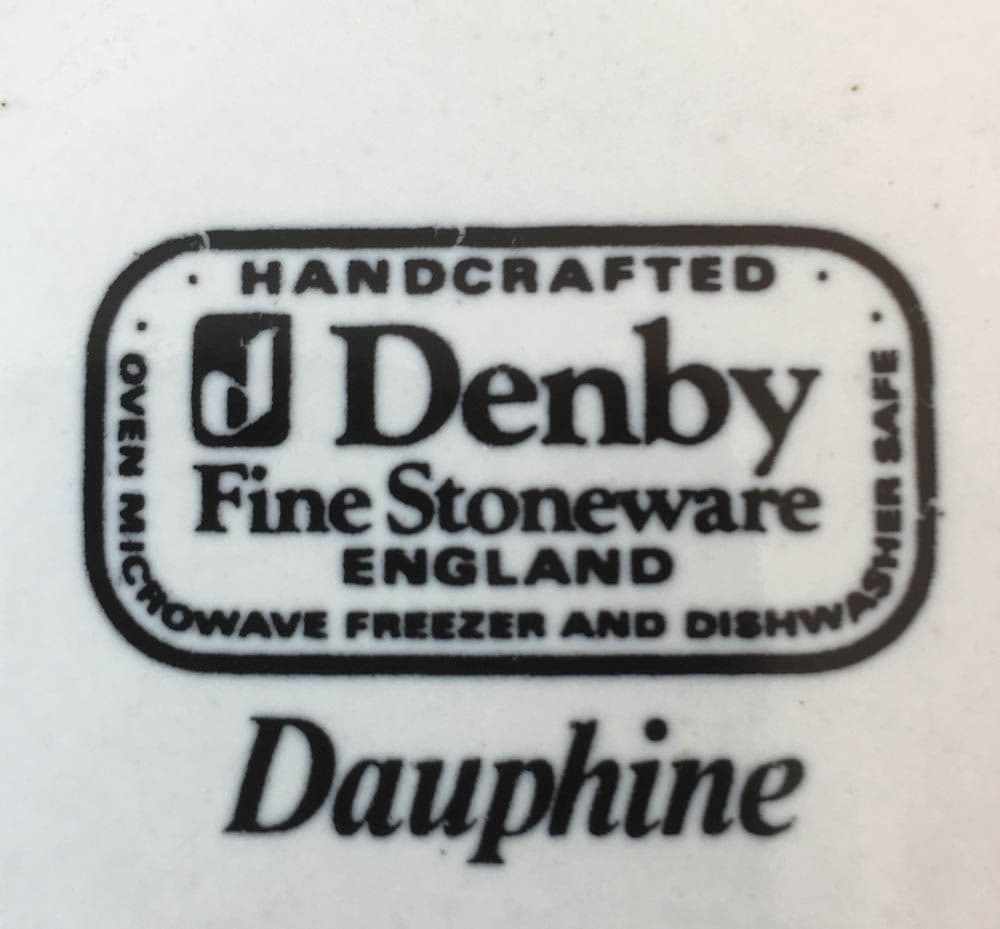 · HANDCRAFTED ·
d Denby
Fine Stoneware
ENGLAND
· OVEN MICROWAVE FREEZER AND DISHWASHER SAFE ·
Dauphine